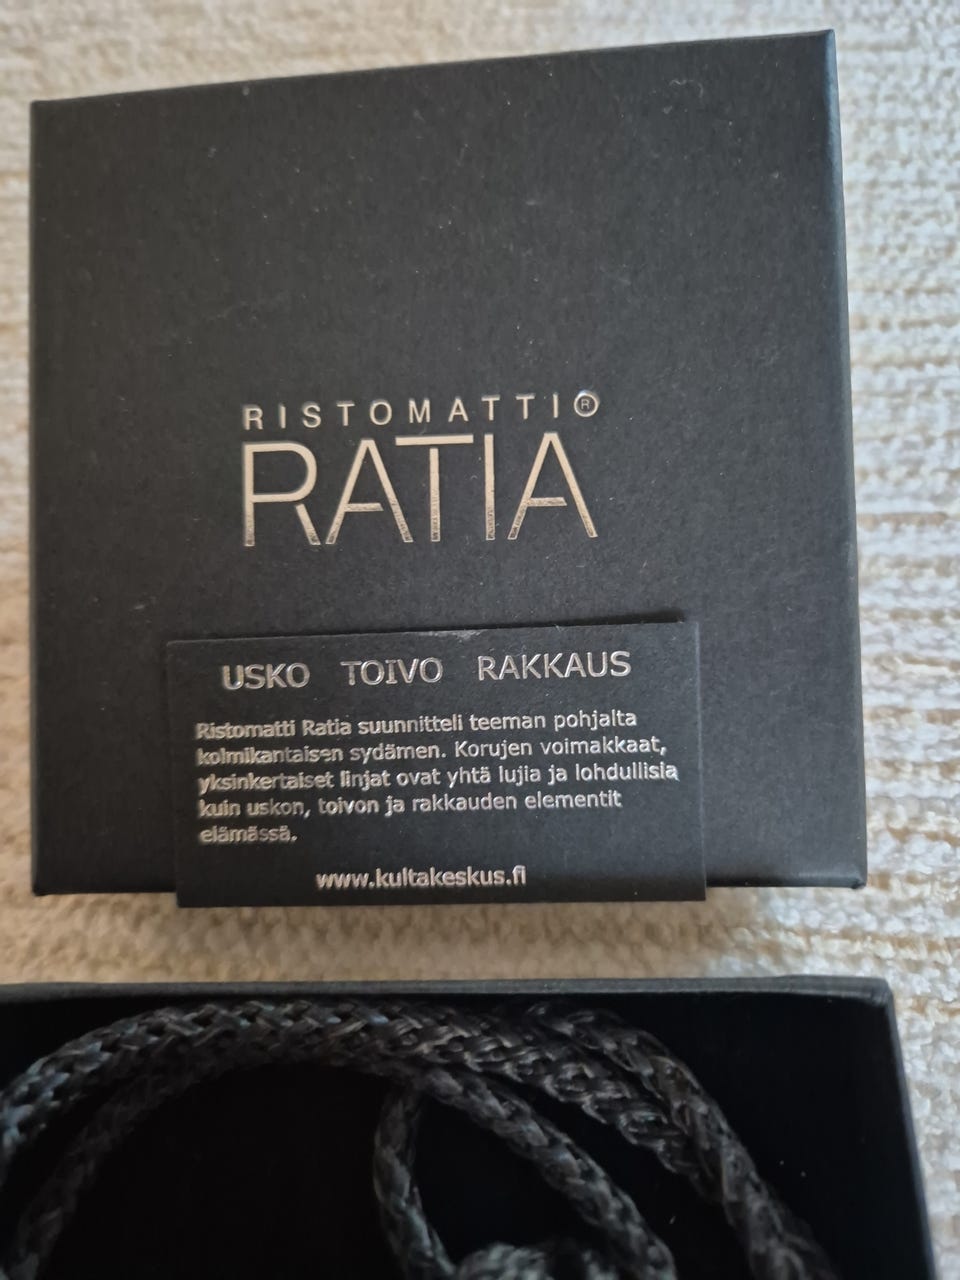 RISTOMATTI®
RATIA
USKO TOIVO RAKKAUS
Ristomatti Ratia suunnitteli teeman pohjalta
kolmikantaisen sydämen. Korujen voimakkaat,
yksinkertaiset linjat ovat yhtä lujia ja lohdullisia
kuin uskon, toivon ja rakkauden elementit
elämässä.
www.kultakeskus.fi